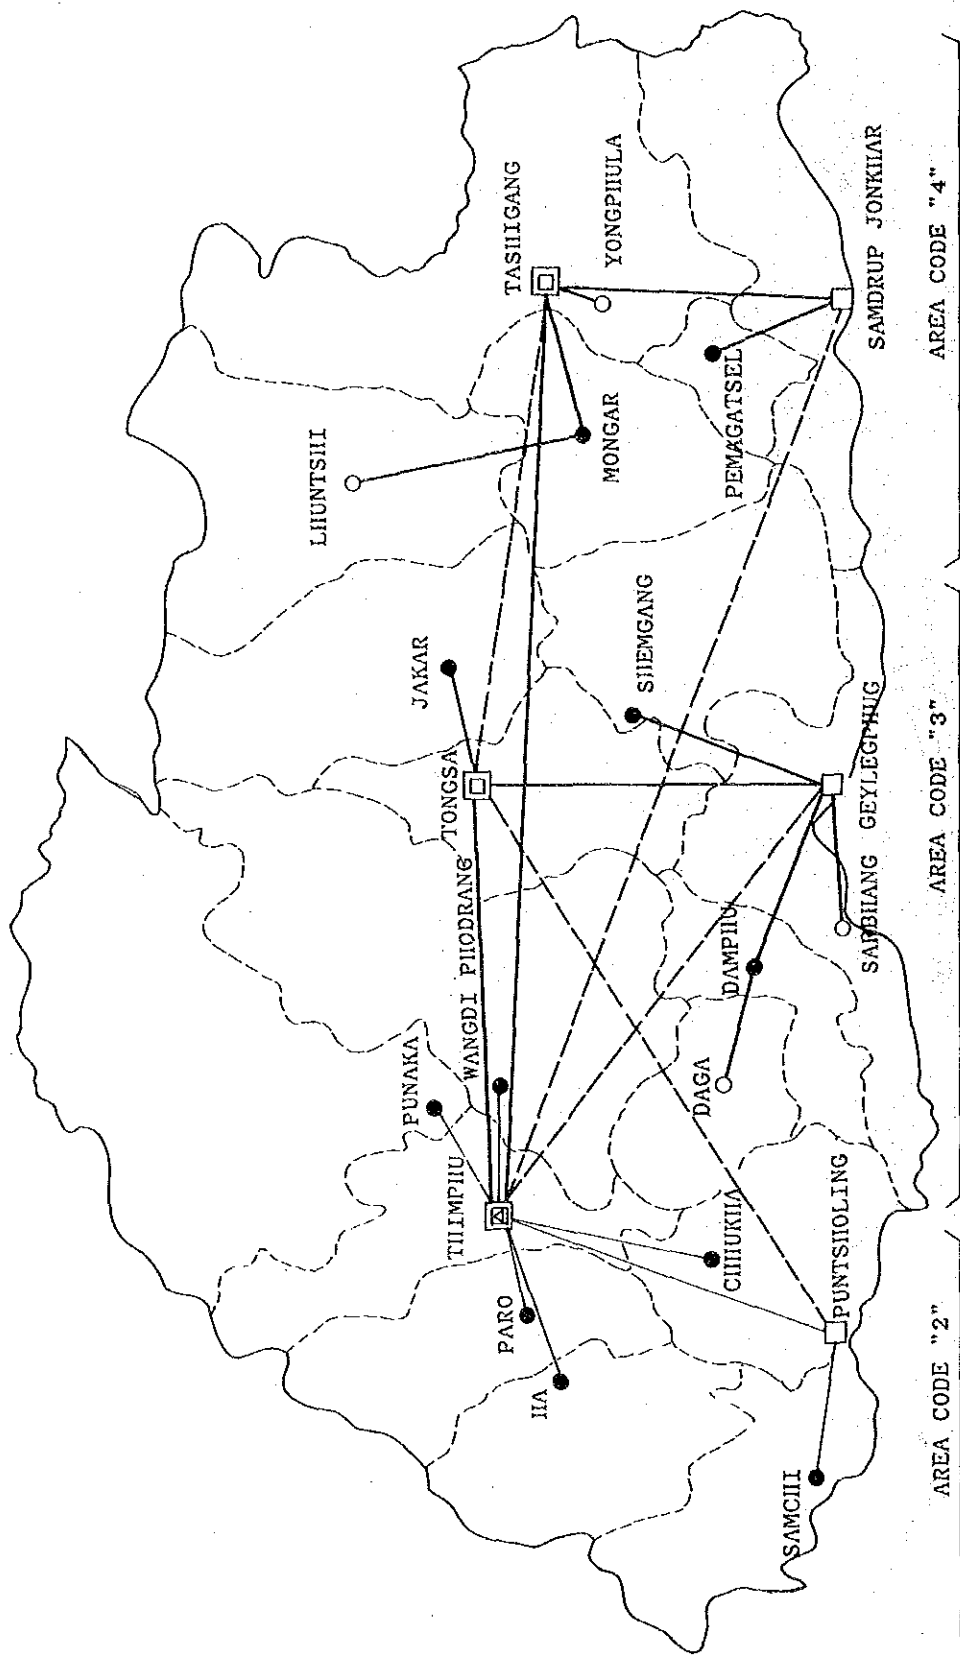 LHUNTSHI
TASHIGANG
YONGPHULA
JAKAR
MONGAR
TONGSA
PUNAKA
WANGDI PHODRANG
SHEMGANG
PEMAGATSEL
THIMPHU
PARO
HA
DAMPHU
DAGA
CHHUKHA
SAMCHI
PUNTSHOLING
SARBHANG
GEYLEGPHUG
SAMDRUP JONKHAR
AREA CODE "2"
AREA CODE "3"
AREA CODE "4"